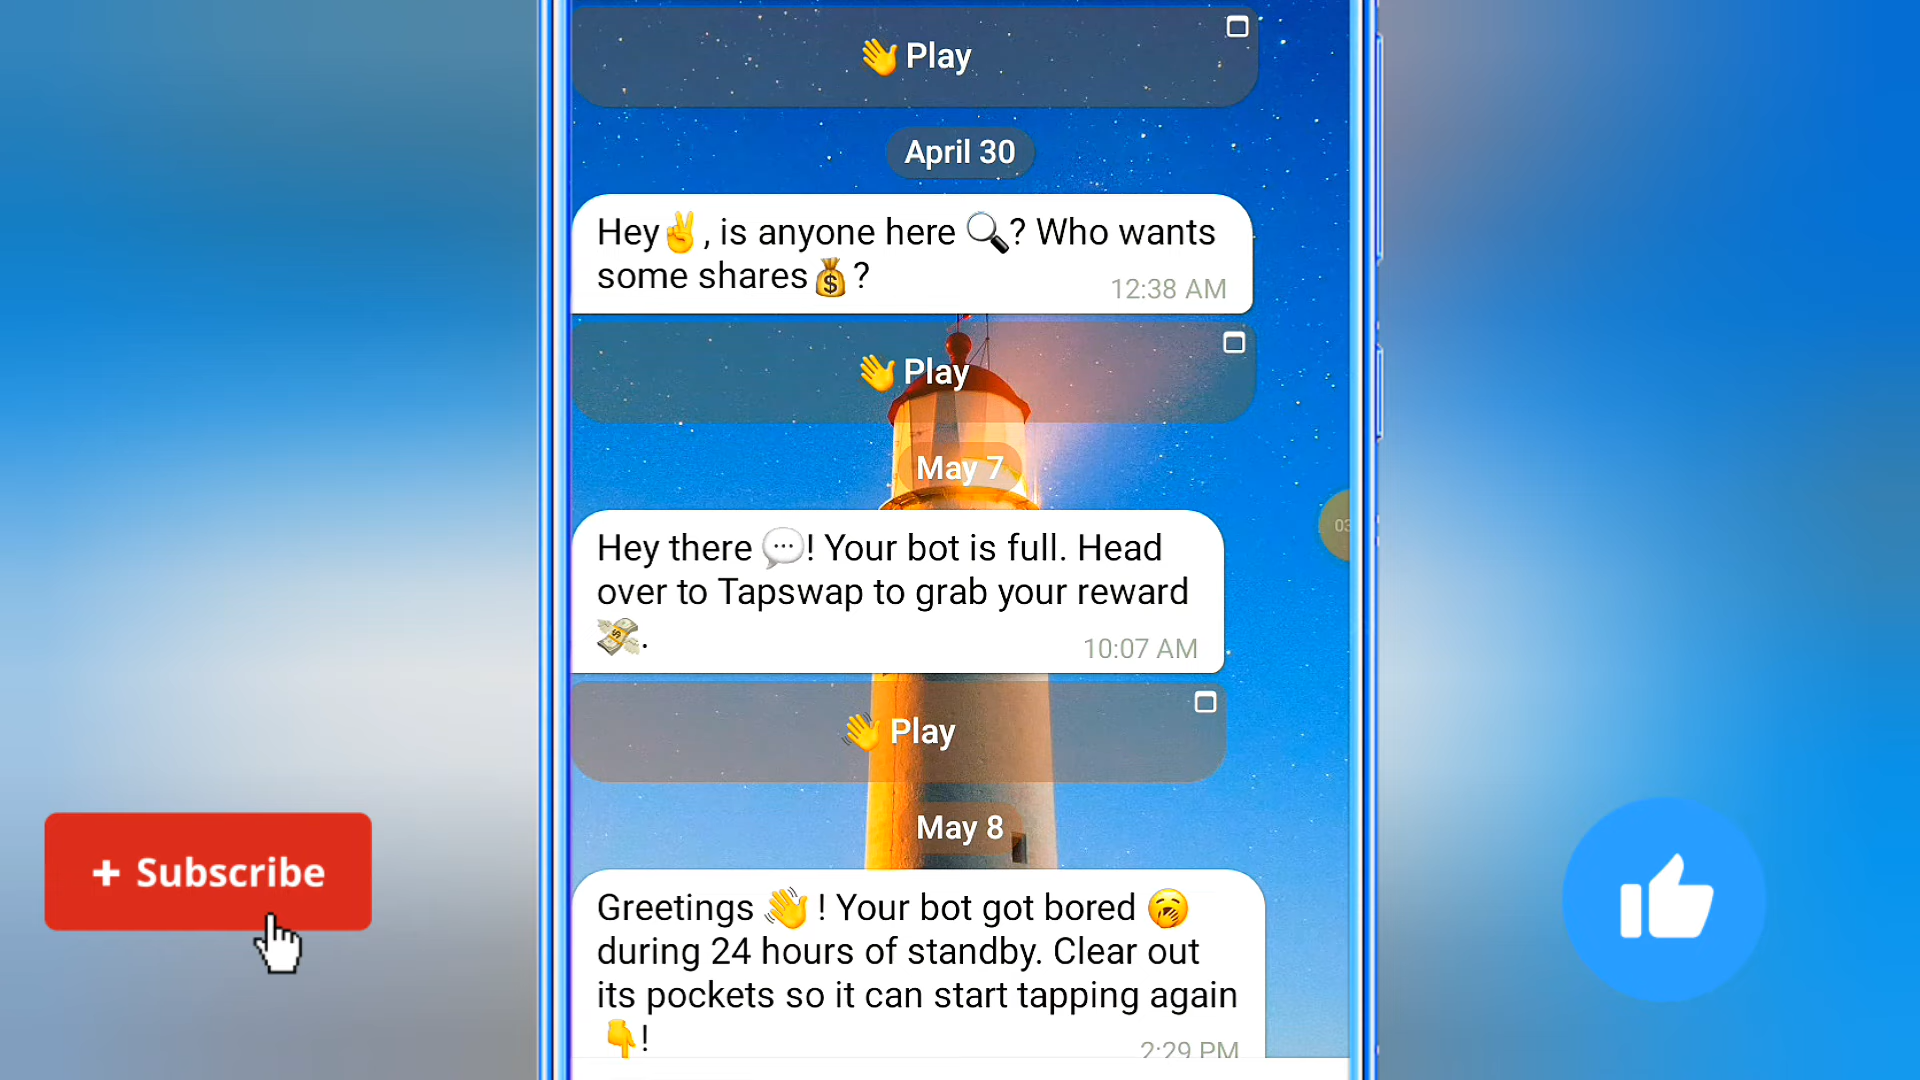 👋 Play
April 30
Hey✌️, is anyone here 🔍? Who wants
some shares💰?
12:38 AM
👋 Play
May 7
Hey there 💬! Your bot is full. Head
over to Tapswap to grab your reward
💸.
10:07 AM
👋 Play
May 8
Greetings 👋! Your bot got bored 🥱
during 24 hours of standby. Clear out
its pockets so it can start tapping again
👇!
2:29 PM
+ Subscribe
03